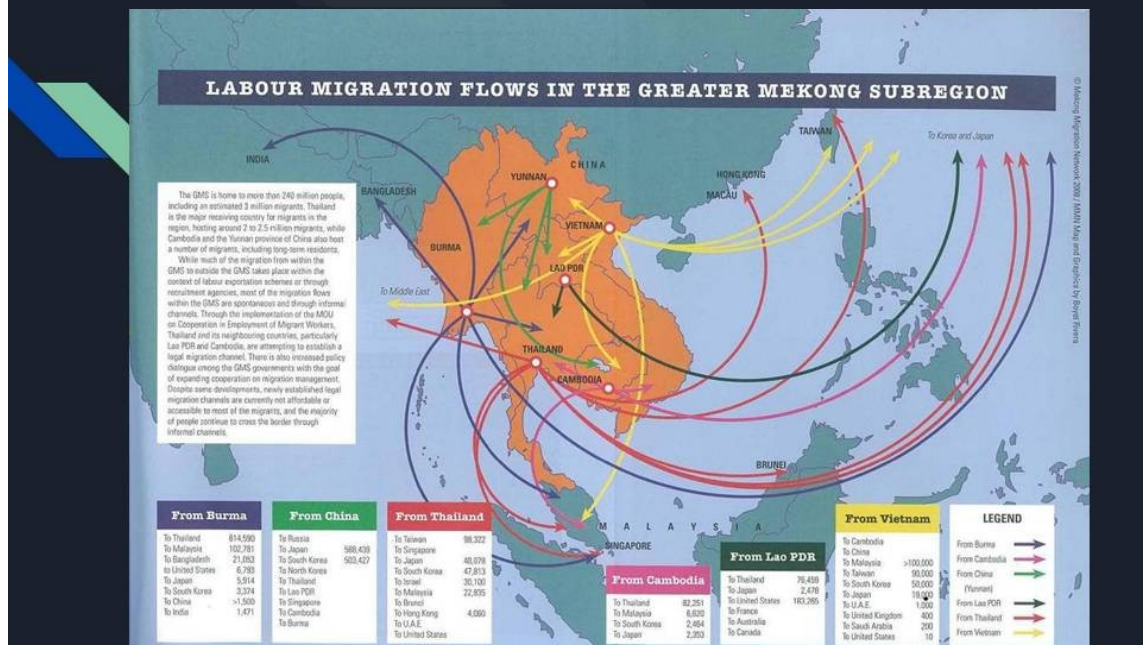 LABOUR MIGRATION FLOWS IN THE GREATER MEKONG SUBREGION
© Mekong Migration Network 2008 / MMN Map and Graphics by Boyet Rivera
To Korea and Japan
TAIWAN
INDIA
CHINA
HONG KONG
MACAU
YUNNAN
BANGLADESH
VIETNAM
BURMA
LAO PDR
To Middle East
THAILAND
CAMBODIA
BRUNEI
MALAYSIA
SINGAPORE
The GMS is home to more than 240 million people,
including an estimated 3 million migrants. Thailand
is the major receiving country for migrants in the
region, hosting around 2 to 2.5 million migrants, while
Cambodia and the Yunnan province of China also host
a number of migrants, including long-term residents.
While much of the migration from within the
GMS to outside the GMS takes place within the
context of labour exportation schemes or through
recruitment agencies, most of the migration flows
within the GMS are spontaneous and through informal
channels. Through the implementation of the MOU
on Cooperation in Employment of Migrant Workers,
Thailand and its neighbouring countries, particularly
Lao PDR and Cambodia, are attempting to establish a
legal migration channel. There is also increased policy
dialogue among the GMS governments with the goal
of expanding cooperation on migration management.
Despite some developments, newly established legal
migration channels are currently not affordable or
accessible to most of the migrants, and the majority
of people continue to cross the border through
informal channels.
From Burma
To Thailand 614,590
To Malaysia 102,781
To Bangladesh
to United States 6,793
To Japan 5,914
To South Korea 3,374
To China >1,500
To India 1,471
From China
To Russia
To Japan 588,439
To South Korea 503,427
To North Korea
To Thailand
To Lao PDR
To Singapore
To Cambodia
To Burma
From Thailand
To Taiwan 98,322
To Singapore
To Japan
To South Korea 47,813
To Israel 30,100
To Malaysia 22,835
To Brunei
To Hong Kong 4,060
To U.A.E.
To United States
From Cambodia
To Thailand 82,251
To Malaysia 6,620
To South Korea 2,464
To Japan 2,353
From Lao PDR
To Thailand 76,459
To Japan 2,476
To United States 183,265
To France
To Australia
To Canada
From Vietnam
To Cambodia
To China
To Malaysia >100,000
To Taiwan 90,000
To South Korea 50,000
To Japan
To U.A.E. 1,000
To United Kingdom 400
To Saudi Arabia 200
To United States 10
LEGEND
From Burma
From Cambodia
From China
(Yunnan)
From Lao PDR
From Thailand
From Vietnam